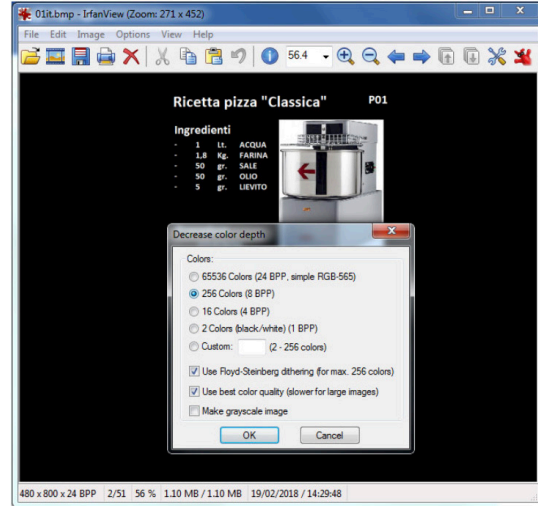 01it.bmp - IrfanView (Zoom: 271 x 452)
File Edit Image Options View Help
56.4
Ricetta pizza "Classica" P01
Ingredienti
- 1 Lt. ACQUA
- 1,8 Kg. FARINA
- 50 gr. SALE
- 50 gr. OLIO
- 5 gr. LIEVITO
Decrease color depth
Colors:
65536 Colors (24 BPP, simple RGB-565)
256 Colors (8 BPP)
16 Colors (4 BPP)
2 Colors (black/white) (1 BPP)
Custom: (2 - 256 colors)
Use Floyd-Steinberg dithering (for max. 256 colors)
Use best color quality (slower for large images)
Make grayscale image
OK Cancel
480 x 800 x 24 BPP 2/51 56 % 1.10 MB / 1.10 MB 19/02/2018 / 14:29:48